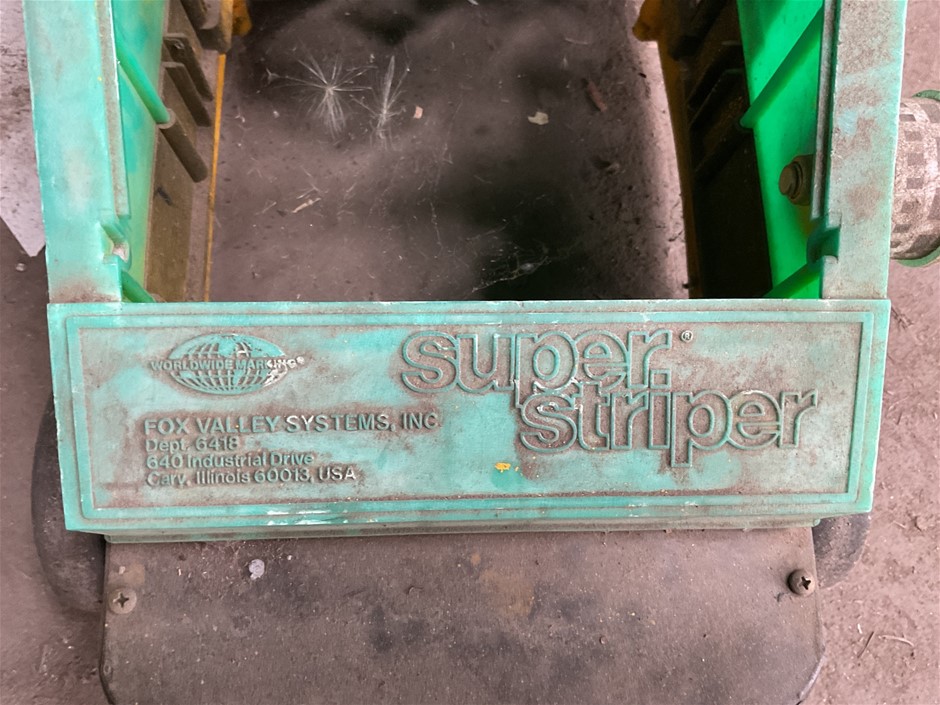 WORLDWIDE MARKING®
super®
striper
FOX VALLEY SYSTEMS, INC.
Dept. 6418
640 Industrial Drive
Cary, Illinois 60013, USA